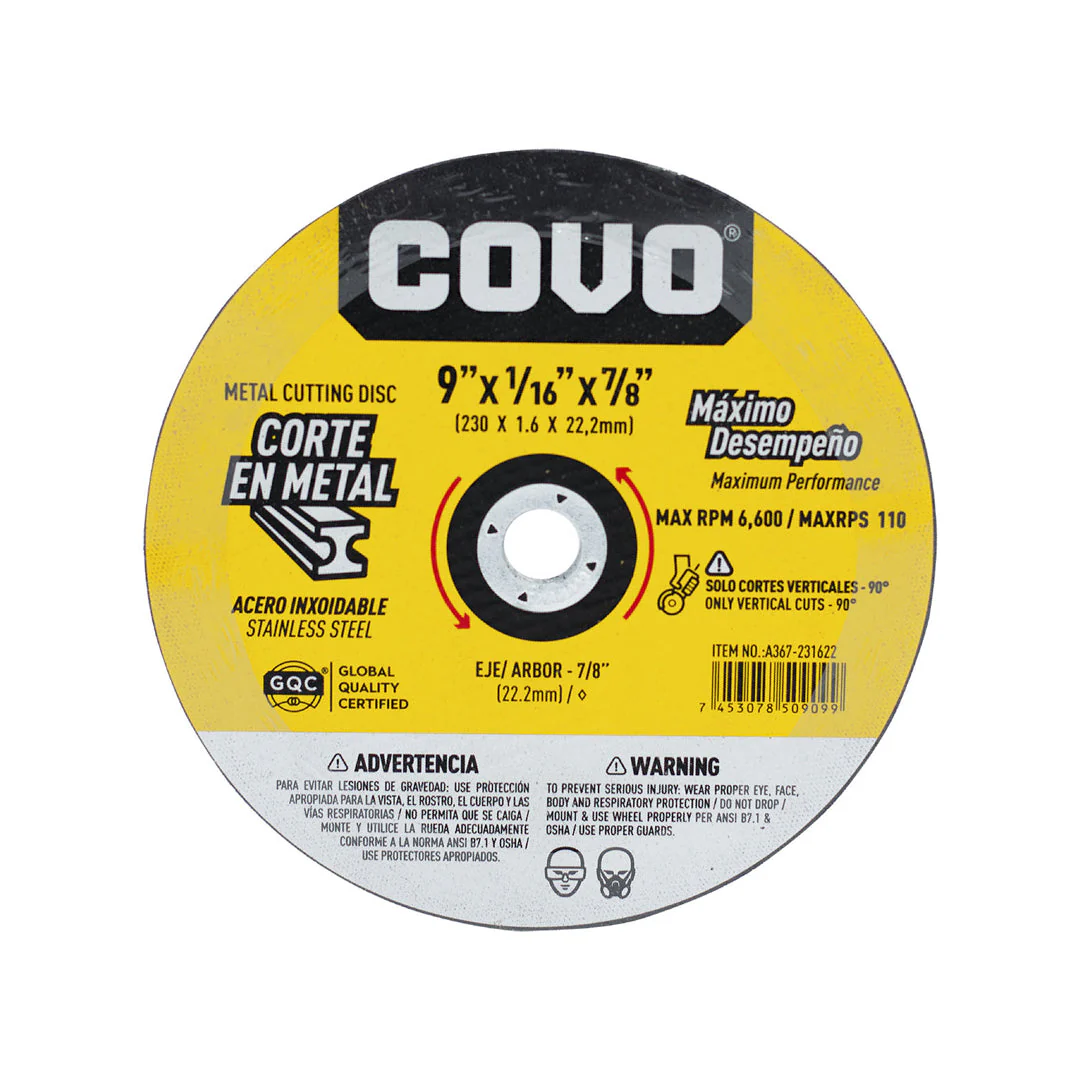 COVO®
9” X 1/16” X 7/8”
(230 X 1.6 X 22,2mm)
METAL CUTTING DISC
CORTE
EN METAL
ACERO INXOIDABLE
STAINLESS STEEL
GQC®
GLOBAL
QUALITY
CERTIFIED
Máximo
Desempeño
Maximum Performance
MAX RPM 6,600 / MAXRPS 110
SOLO CORTES VERTICALES - 90°
ONLY VERTICAL CUTS - 90°
EJE/ ARBOR - 7/8”
(22.2mm) / ◊
ITEM NO.:A367-231622
7 453078 509099
⚠ ADVERTENCIA
PARA EVITAR LESIONES DE GRAVEDAD: USE PROTECCIÓN
APROPIADA PARA LA VISTA, EL ROSTRO, EL CUERPO Y LAS
VÍAS RESPIRATORIAS / NO PERMITA QUE SE CAIGA /
MONTE Y UTILICE LA RUEDA ADECUADAMENTE
CONFORME A LA NORMA ANSI B7.1 Y OSHA /
USE PROTECTORES APROPIADOS.
⚠ WARNING
TO PREVENT SERIOUS INJURY: WEAR PROPER EYE, FACE,
BODY AND RESPIRATORY PROTECTION / DO NOT DROP /
MOUNT & USE WHEEL PROPERLY PER ANSI B7.1 &
OSHA / USE PROPER GUARDS.